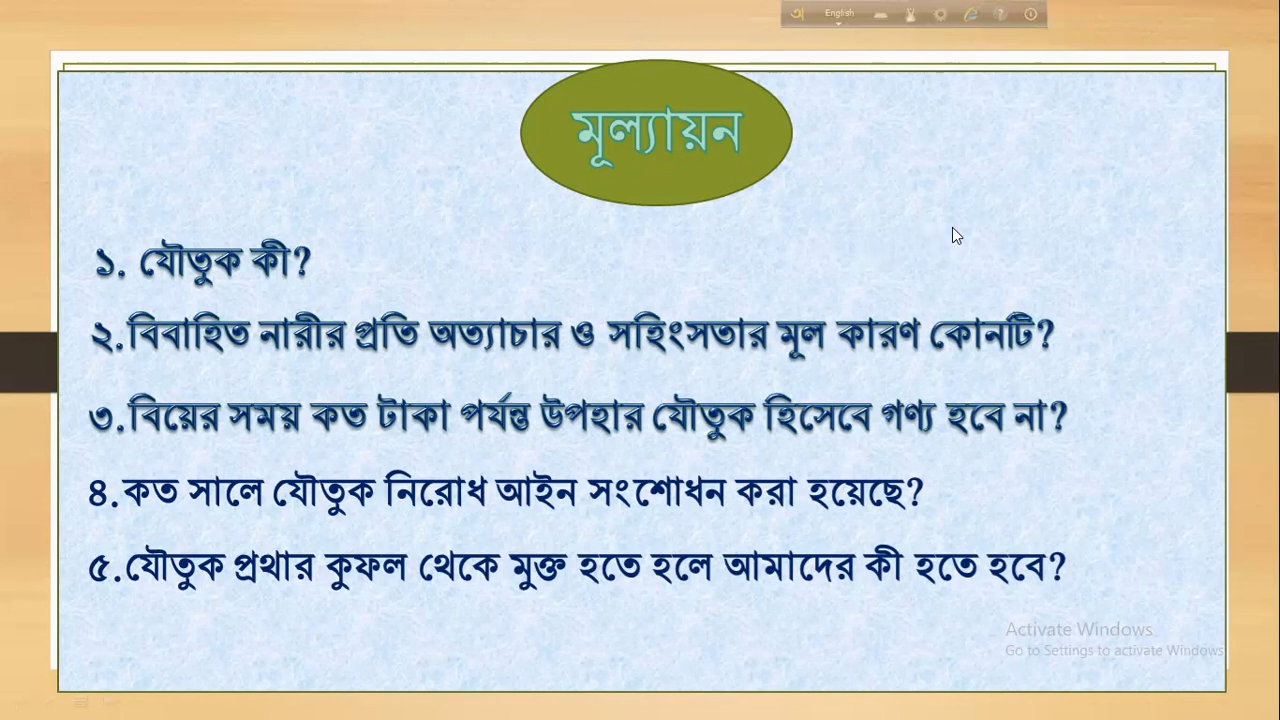 English
মূল্যায়ন
১. যৌতুক কী?
২.বিবাহিত নারীর প্রতি অত্যাচার ও সহিংসতার মূল কারণ কোনটি?
৩.বিয়ের সময় কত টাকা পর্যন্ত উপহার যৌতুক হিসেবে গণ্য হবে না?
৪.কত সালে যৌতুক নিরোধ আইন সংশোধন করা হয়েছে?
৫.যৌতুক প্রথার কুফল থেকে মুক্ত হতে হলে আমাদের কী হতে হবে?
Activate Windows
Go to Settings to activate Windows